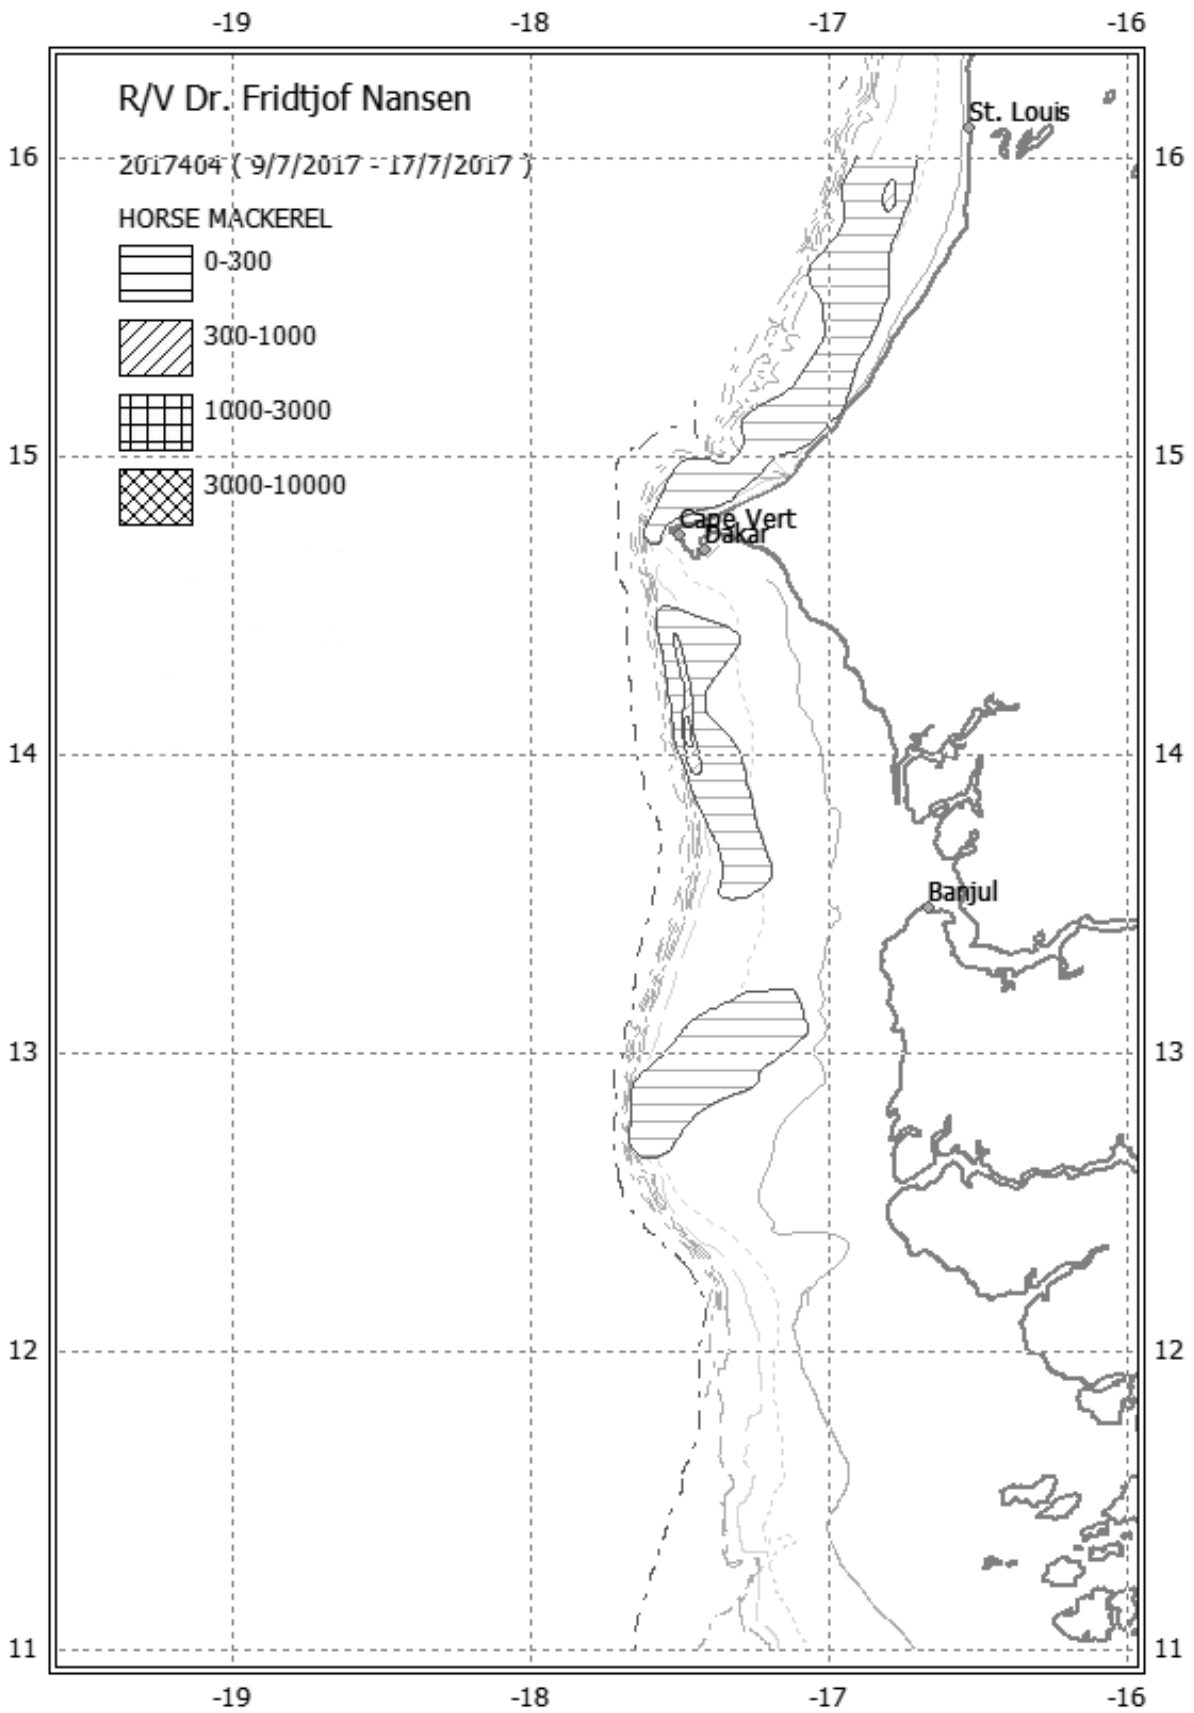 -19 -18 -17 -16
R/V Dr. Fridtjof Nansen
St. Louis
16 16
2017404 ( 9/7/2017 - 17/7/2017 )
HORSE MACKEREL
0-300
300-1000
1000-3000
15 15
3000-10000
Cape Vert
Dakar
14 14
Banjul
13 13
12 12
11 11
-19 -18 -17 -16